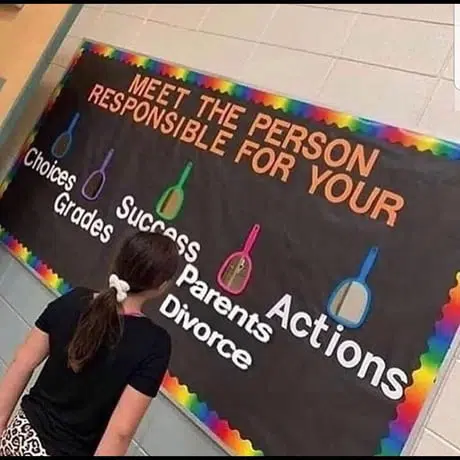 MEET THE PERSON
RESPONSIBLE FOR YOUR
Choices
Grades
Success
Parents
Divorce
Actions